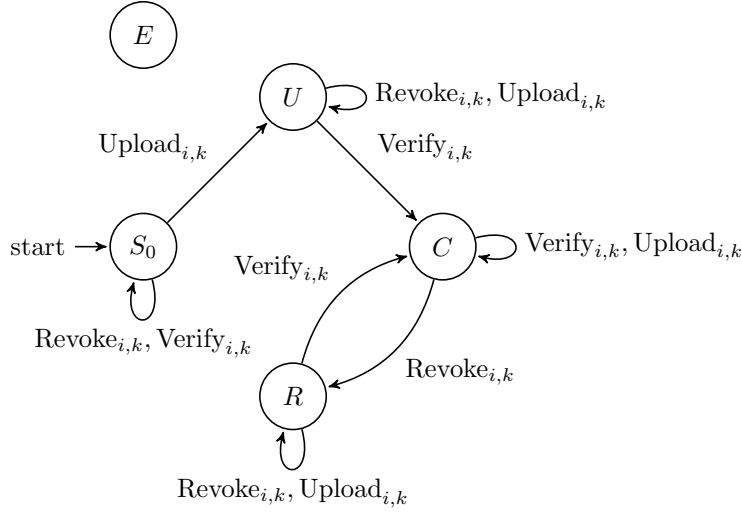 E
U
Revoke_{i,k}, Upload_{i,k}
Upload_{i,k}
Verify_{i,k}
start
S_0
C
Verify_{i,k}, Upload_{i,k}
Verify_{i,k}
Revoke_{i,k}, Verify_{i,k}
Revoke_{i,k}
R
Revoke_{i,k}, Upload_{i,k}